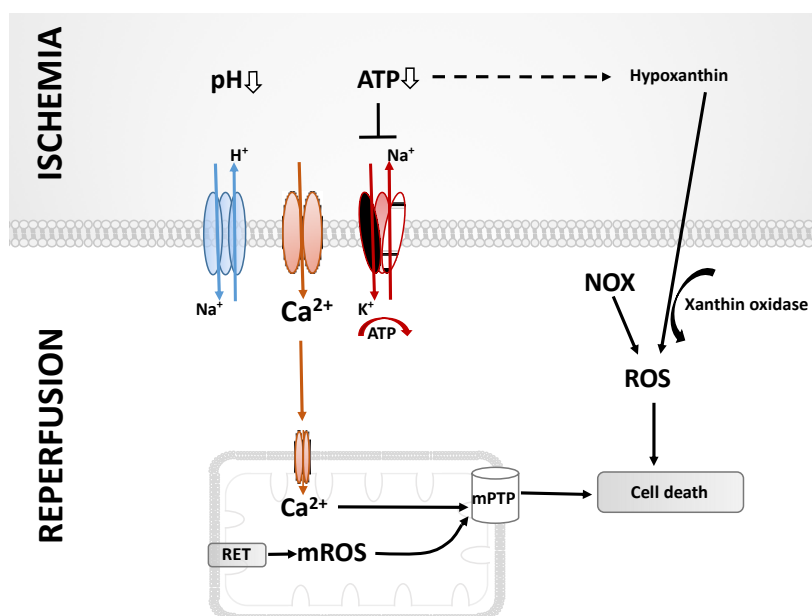 ISCHEMIA
pH
ATP
Hypoxanthin
H⁺
Na⁺
Na⁺
Ca²⁺
K⁺
ATP
NOX
Xanthin oxidase
ROS
REPERFUSION
Ca²⁺
mPTP
Cell death
RET
mROS